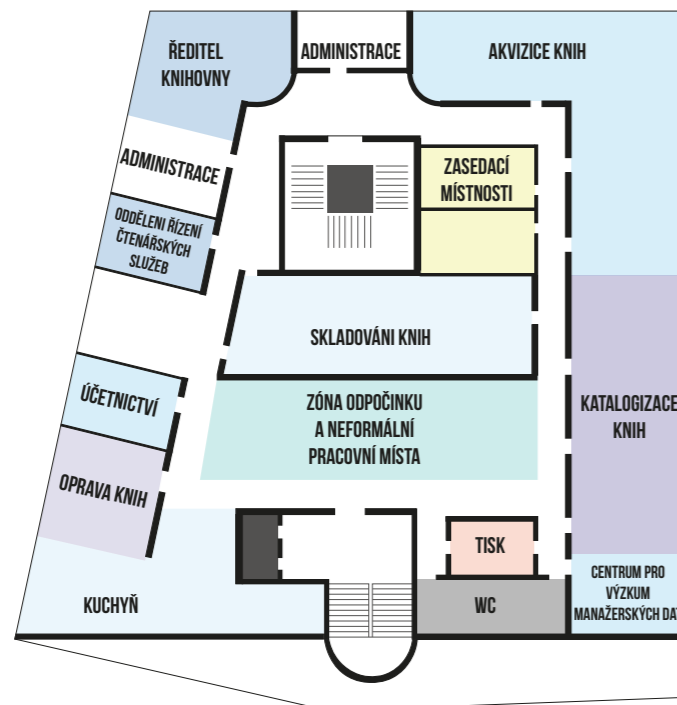 ŘEDITEL
KNIHOVNY
ADMINISTRACE
AKVIZICE KNIH
ADMINISTRACE
ZASEDACÍ
MÍSTNOSTI
ODDĚLENI ŘÍZENÍ
ČTENÁŘSKÝCH
SLUŽEB
SKLADOVÁNI KNIH
ÚČETNICTVÍ
ZÓNA ODPOČINKU
A NEFORMÁLNÍ
PRACOVNÍ MÍSTA
KATALOGIZACE
KNIH
OPRAVA KNIH
TISK
KUCHYŇ
WC
CENTRUM PRO
VÝZKUM
MANAŽERSKÝCH DAT